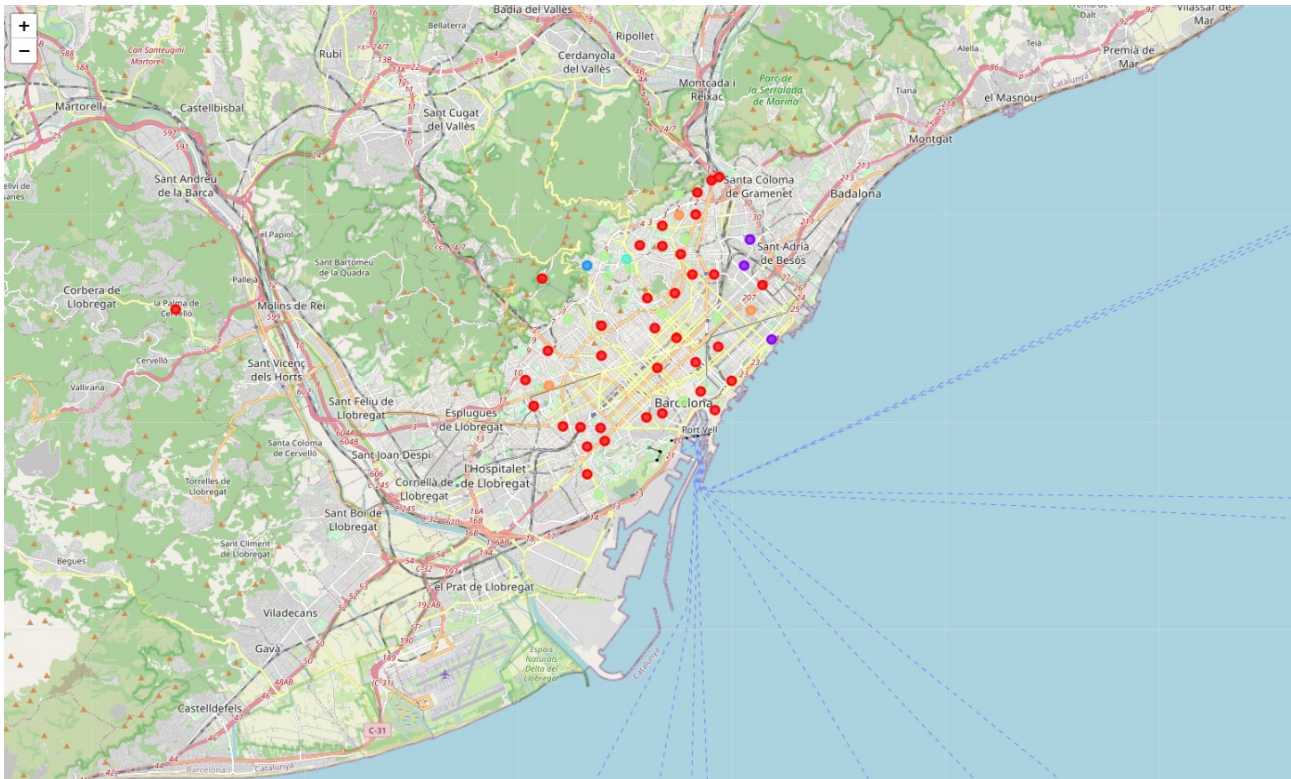 +
−
Badia del Vallès
Vilassar de
Mar
Dalt
Bellaterra
Ripollet
Rubí
Can Santeugini
Martorell
Cerdanyola
del Vallès
Alella
Teià
Premià de
Mar
Montcada i
Reixac
Parc de
la Serralada
de Marina
Tiana
el Masnou
Catalunya
Martorell
Castellbisbal
Sant Cugat
del Vallès
Montgat
Sant Andreu
de la Barca
Santa Coloma
de Gramenet
Badalona
el Papiol
Sant Adrià
de Besòs
Sant Bartomeu
de la Quadra
Pallejà
Corbera de
Llobregat
la Palma de
Cervelló
Molins de Rei
Cervelló
Vallirana
Sant Vicenç
dels Horts
Sant Feliu de
Llobregat
Esplugues
de Llobregat
Barcelona
Port Vell
Santa Coloma
de Cervelló
Sant Joan Despí
l'Hospitalet
de Llobregat
Torrelles de
Llobregat
Cornellà de
Llobregat
Sant Boi de
Llobregat
Sant Climent
de Llobregat
Begues
el Prat de Llobregat
Viladecans
Gavà
Espais
Naturals
Delta del
Llobregat
Catalunya
Castelldefels
C-31
Barcelona
Catalunya